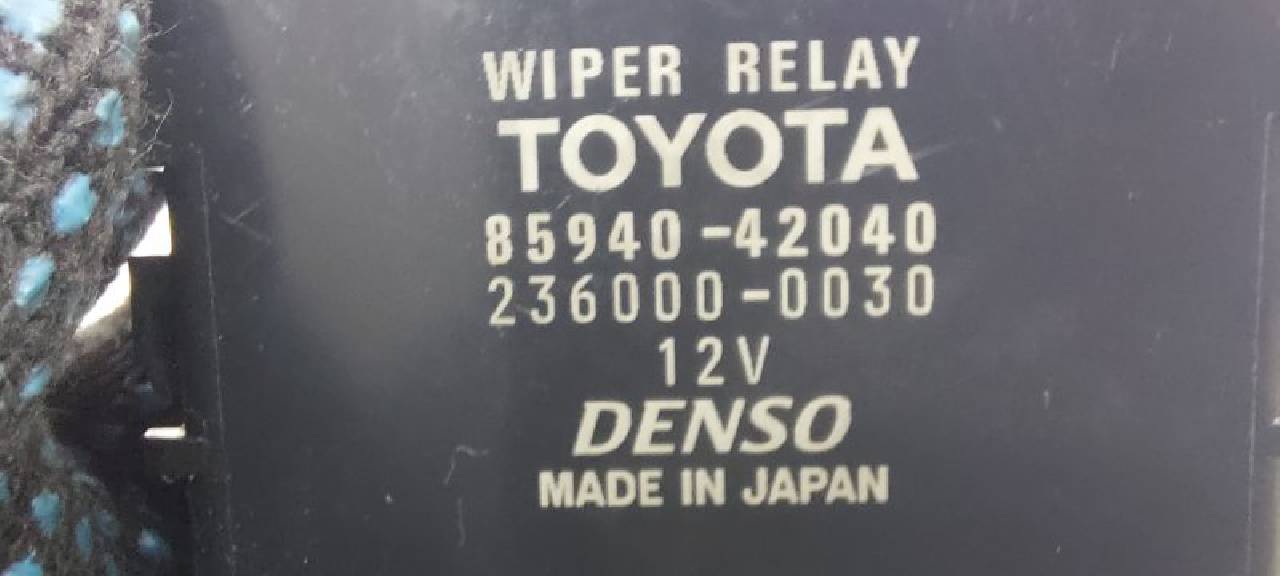 WIPER RELAY
TOYOTA
85940-42040
236000-0030
12V
DENSO
MADE IN JAPAN